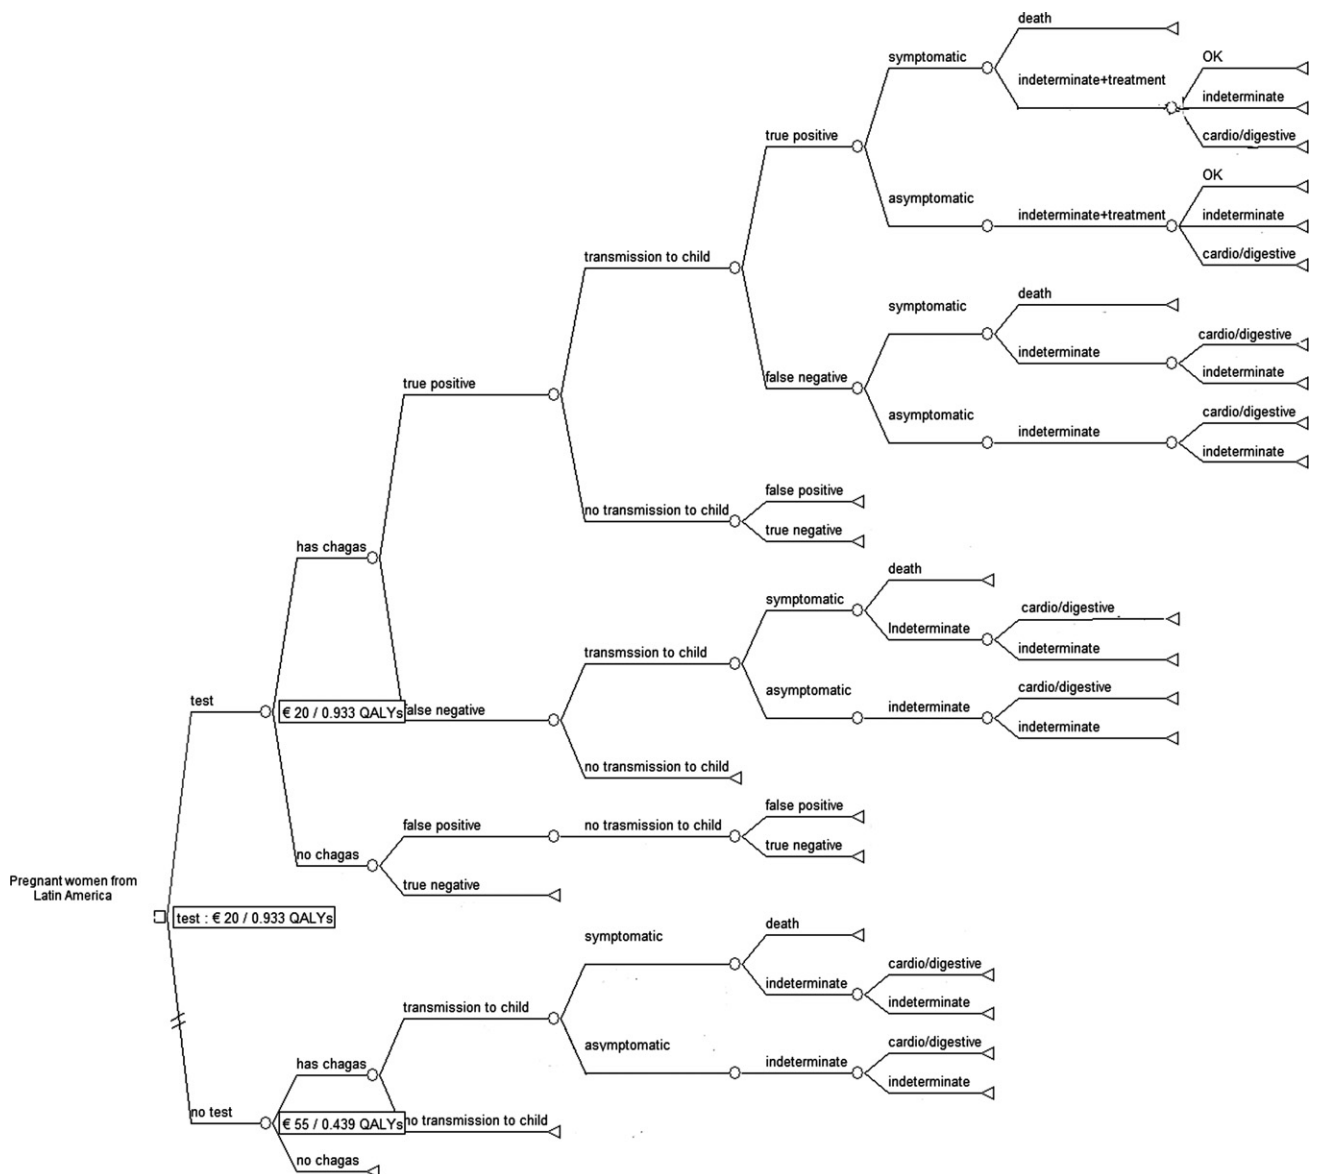 death
symptomatic
OK
indeterminate+treatment
indeterminate
true positive
cardio/digestive
OK
asymptomatic
indeterminate+treatment
indeterminate
transmission to child
cardio/digestive
death
symptomatic
cardio/digestive
indeterminate
false negative
indeterminate
true positive
cardio/digestive
asymptomatic
indeterminate
indeterminate
false positive
no transmission to child
true negative
has chagas
death
symptomatic
cardio/digestive
Indeterminate
transmssion to child
indeterminate
cardio/digestive
asymptomatic
indeterminate
test
€ 20 / 0.933 QALYs
false negative
indeterminate
no transmission to child
false positive
false positive
no trasmission to child
no chagas
true negative
true negative
Pregnant women from
Latin America
test : € 20 / 0.933 QALYs
death
symptomatic
cardio/digestive
indeterminate
transmission to child
indeterminate
cardio/digestive
asymptomatic
indeterminate
has chagas
indeterminate
no test
€ 55 / 0.439 QALYs
no transmission to child
no chagas